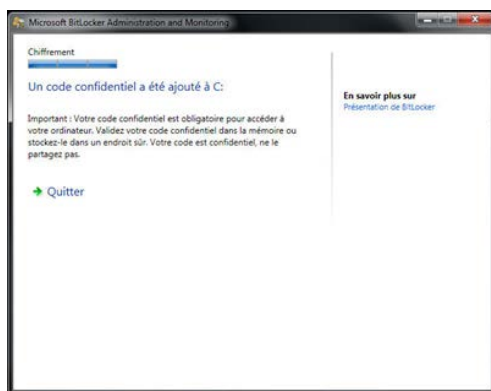 Microsoft BitLocker Administration and Monitoring
Chiffrement
Un code confidentiel a été ajouté à C:
Important : Votre code confidentiel est obligatoire pour accéder à
votre ordinateur. Validez votre code confidentiel dans la mémoire ou
stockez-le dans un endroit sûr. Votre code est confidentiel, ne le
partagez pas.
Quitter
En savoir plus sur
Présentation de BitLocker